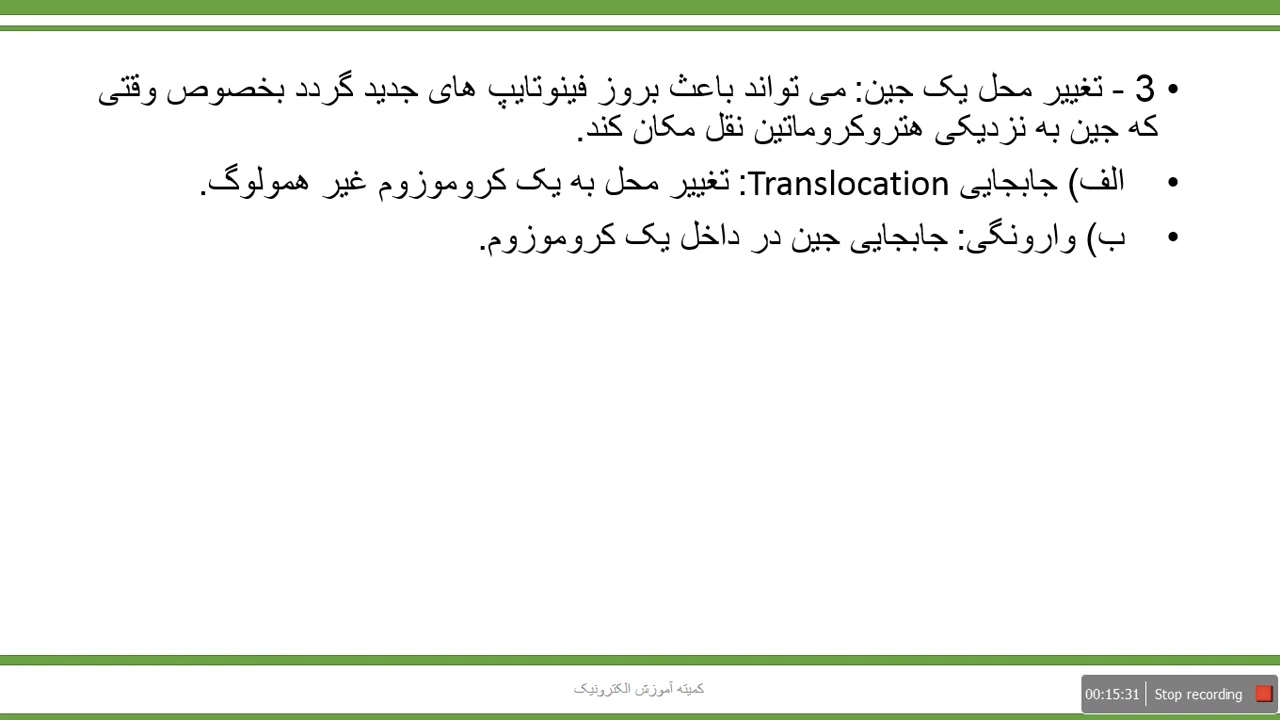 • 3 - تغییر محل یک جین: می تواند باعث بروز فینوتایپ های جدید گردد بخصوص وقتی
که جین به نزدیکی هتروکروماتین نقل مکان کند.
• الف) جابجایی Translocation: تغییر محل به یک کروموزوم غیر همولوگ.
• ب) وارونگی: جابجایی جین در داخل یک کروموزوم.
کمیته آموزش الکترونیک
00:15:31 Stop recording